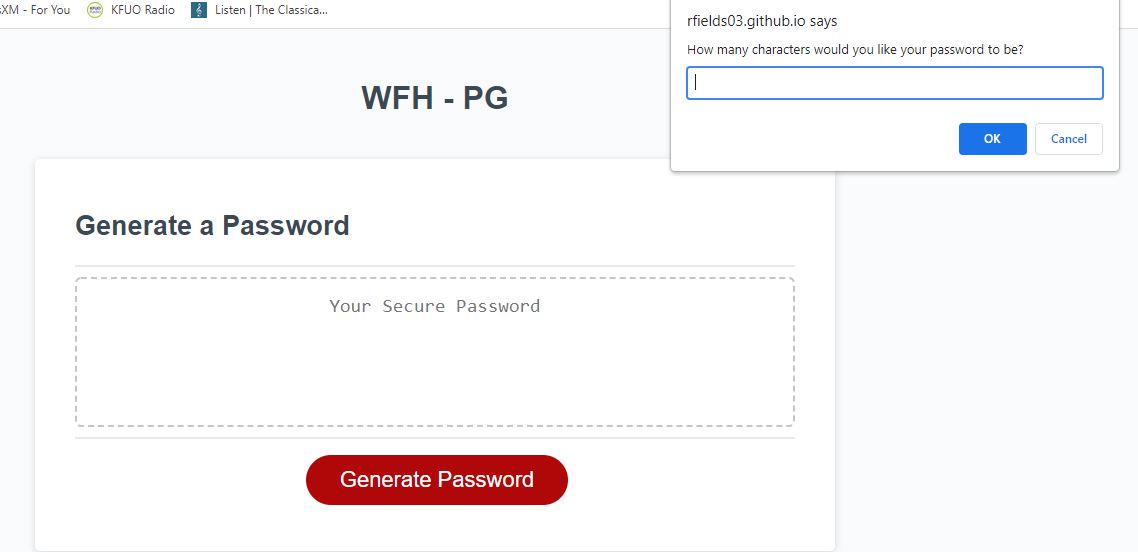 sXM - For You KFUO Radio Listen | The Classica...
rfields03.github.io says
How many characters would you like your password to be?
OK Cancel
WFH - PG
Generate a Password
Your Secure Password
Generate Password